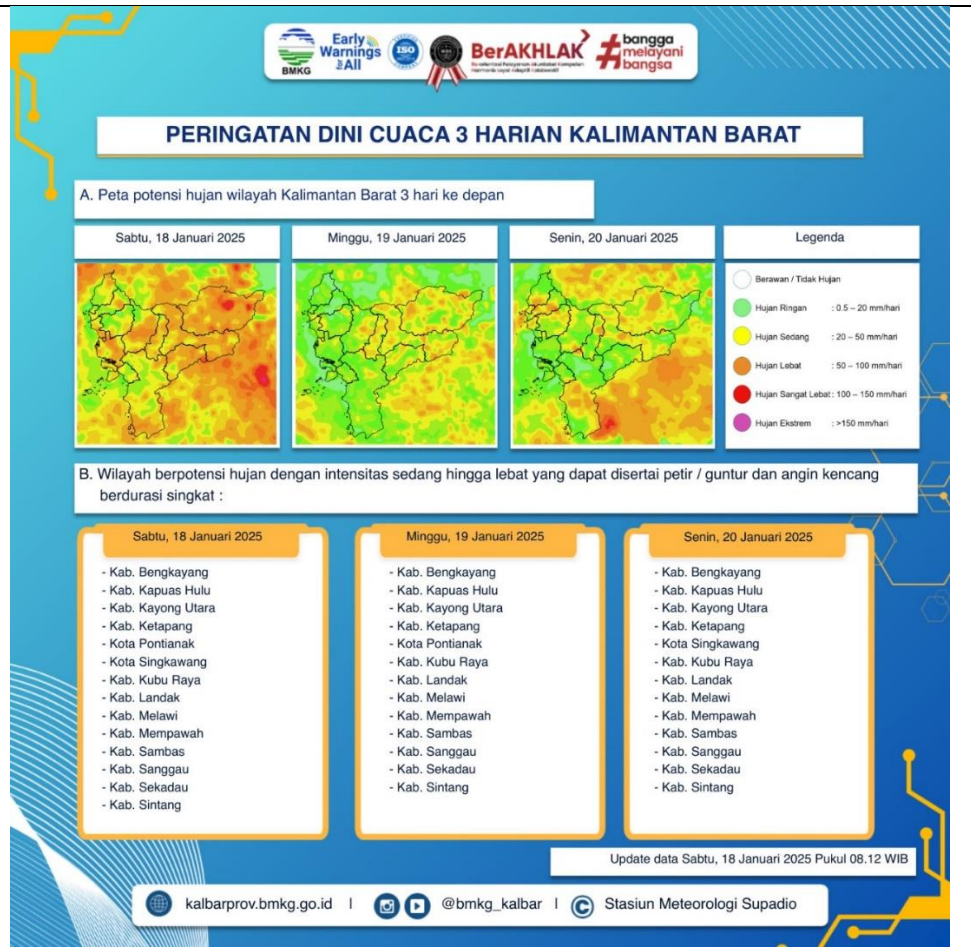 BMKG
Early
Warnings
for All
ISO
BerAKHLAK
Berorientasi Pelayanan Akuntabel Kompeten
Harmonis Loyal Adaptif Kolaboratif
#bangga
melayani
bangsa
PERINGATAN DINI CUACA 3 HARIAN KALIMANTAN BARAT
A. Peta potensi hujan wilayah Kalimantan Barat 3 hari ke depan
Sabtu, 18 Januari 2025
Minggu, 19 Januari 2025
Senin, 20 Januari 2025
Legenda
Berawan / Tidak Hujan
Hujan Ringan : 0.5 – 20 mm/hari
Hujan Sedang : 20 – 50 mm/hari
Hujan Lebat : 50 – 100 mm/hari
Hujan Sangat Lebat : 100 – 150 mm/hari
Hujan Ekstrem : >150 mm/hari
B. Wilayah berpotensi hujan dengan intensitas sedang hingga lebat yang dapat disertai petir / guntur dan angin kencang
berdurasi singkat :
Sabtu, 18 Januari 2025
- Kab. Bengkayang
- Kab. Kapuas Hulu
- Kab. Kayong Utara
- Kab. Ketapang
- Kota Pontianak
- Kota Singkawang
- Kab. Kubu Raya
- Kab. Landak
- Kab. Melawi
- Kab. Mempawah
- Kab. Sambas
- Kab. Sanggau
- Kab. Sekadau
- Kab. Sintang
Minggu, 19 Januari 2025
- Kab. Bengkayang
- Kab. Kapuas Hulu
- Kab. Kayong Utara
- Kab. Ketapang
- Kota Pontianak
- Kab. Kubu Raya
- Kab. Landak
- Kab. Melawi
- Kab. Mempawah
- Kab. Sambas
- Kab. Sanggau
- Kab. Sekadau
- Kab. Sintang
Senin, 20 Januari 2025
- Kab. Bengkayang
- Kab. Kapuas Hulu
- Kab. Kayong Utara
- Kab. Ketapang
- Kota Singkawang
- Kab. Kubu Raya
- Kab. Landak
- Kab. Melawi
- Kab. Mempawah
- Kab. Sambas
- Kab. Sanggau
- Kab. Sekadau
- Kab. Sintang
Update data Sabtu, 18 Januari 2025 Pukul 08.12 WIB
kalbarprov.bmkg.go.id | @bmkg_kalbar | © Stasiun Meteorologi Supadio